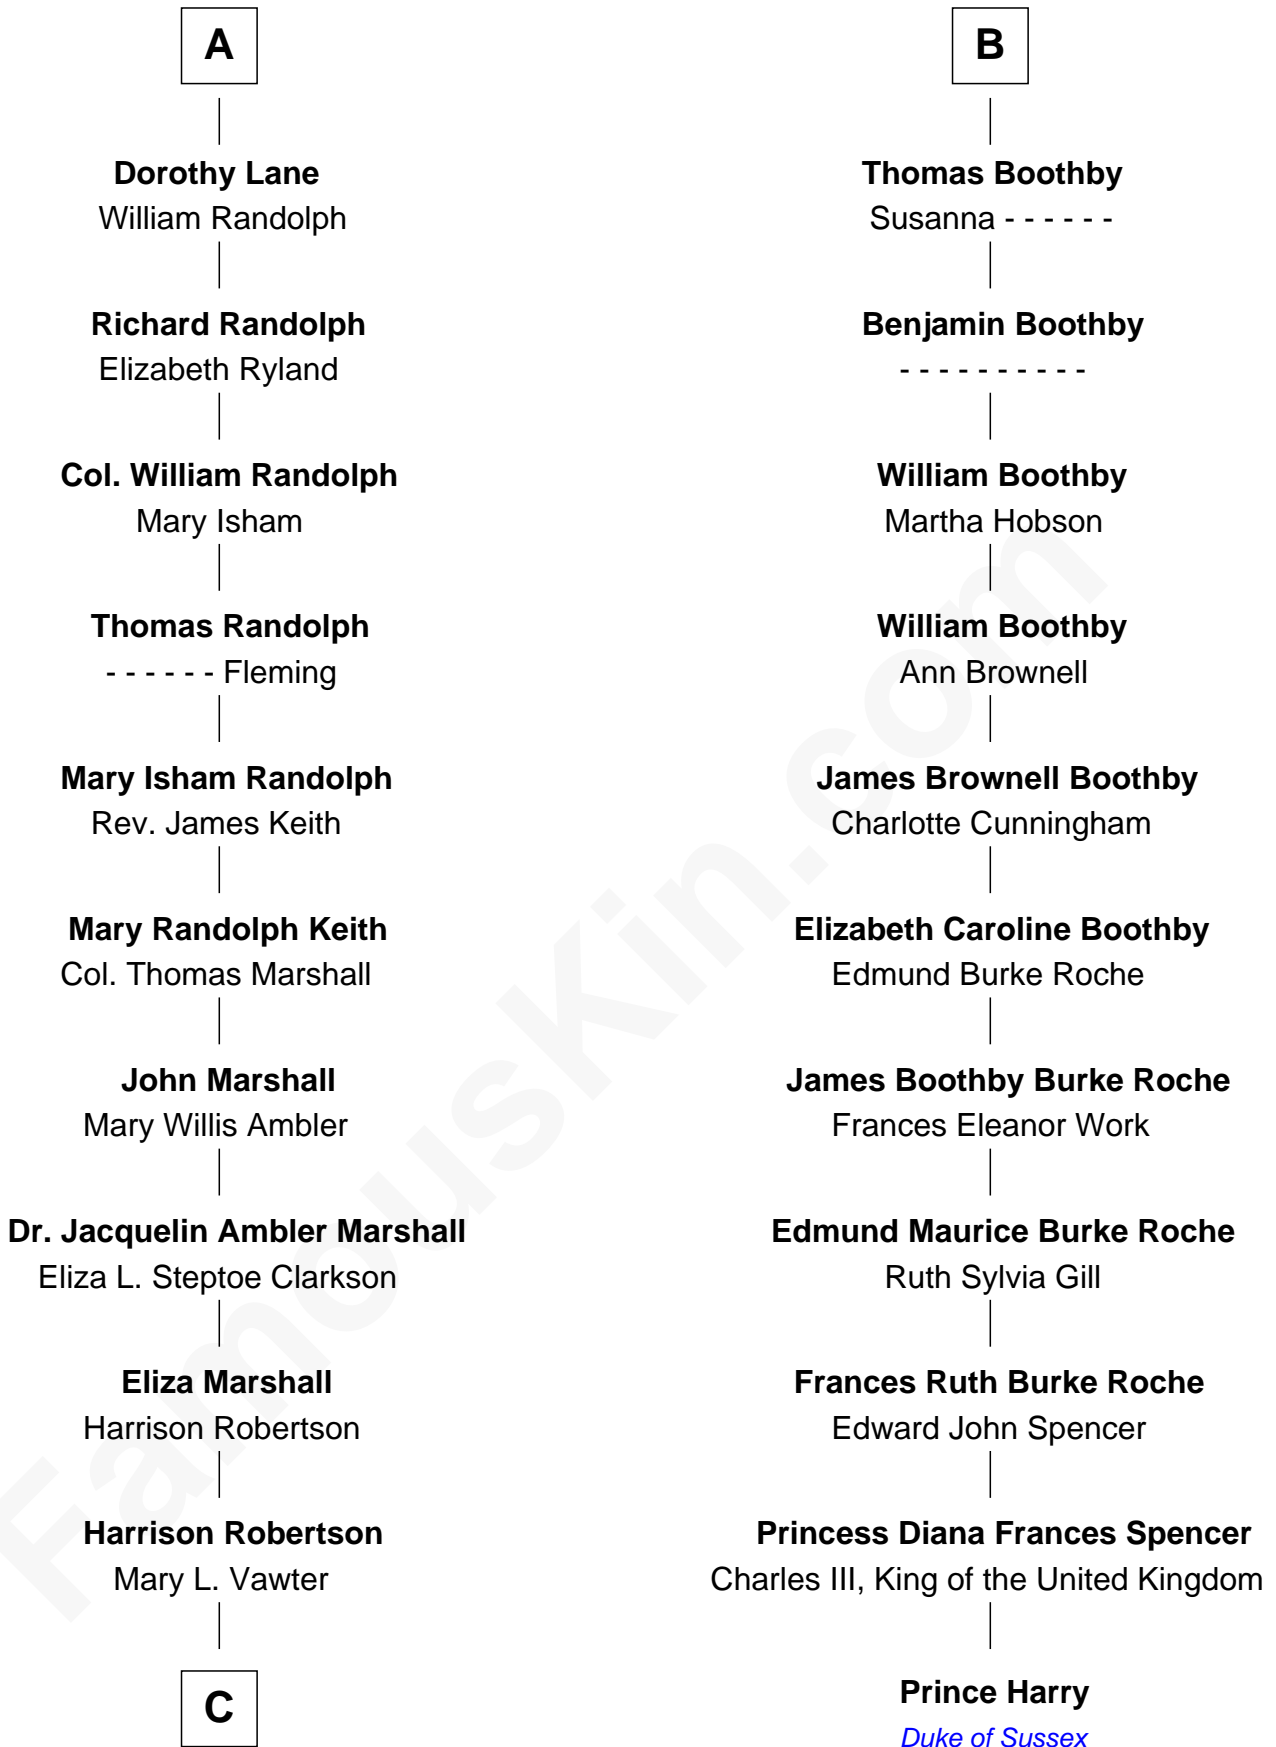 A
Dorothy Lane
William Randolph
Richard Randolph
Elizabeth Ryland
Col. William Randolph
Mary Isham
Thomas Randolph
- - - - - - Fleming
Mary Isham Randolph
Rev. James Keith
Mary Randolph Keith
Col. Thomas Marshall
John Marshall
Mary Willis Ambler
Dr. Jacquelin Ambler Marshall
Eliza L. Steptoe Clarkson
Eliza Marshall
Harrison Robertson
Harrison Robertson
Mary L. Vawter
C
B
Thomas Boothby
Susanna - - - - - -
Benjamin Boothby
- - - - - - - - - -
William Boothby
Martha Hobson
William Boothby
Ann Brownell
James Brownell Boothby
Charlotte Cunningham
Elizabeth Caroline Boothby
Edmund Burke Roche
James Boothby Burke Roche
Frances Eleanor Work
Edmund Maurice Burke Roche
Ruth Sylvia Gill
Frances Ruth Burke Roche
Edward John Spencer
Princess Diana Frances Spencer
Charles III, King of the United Kingdom
Prince Harry
Duke of Sussex
FamousKin.com